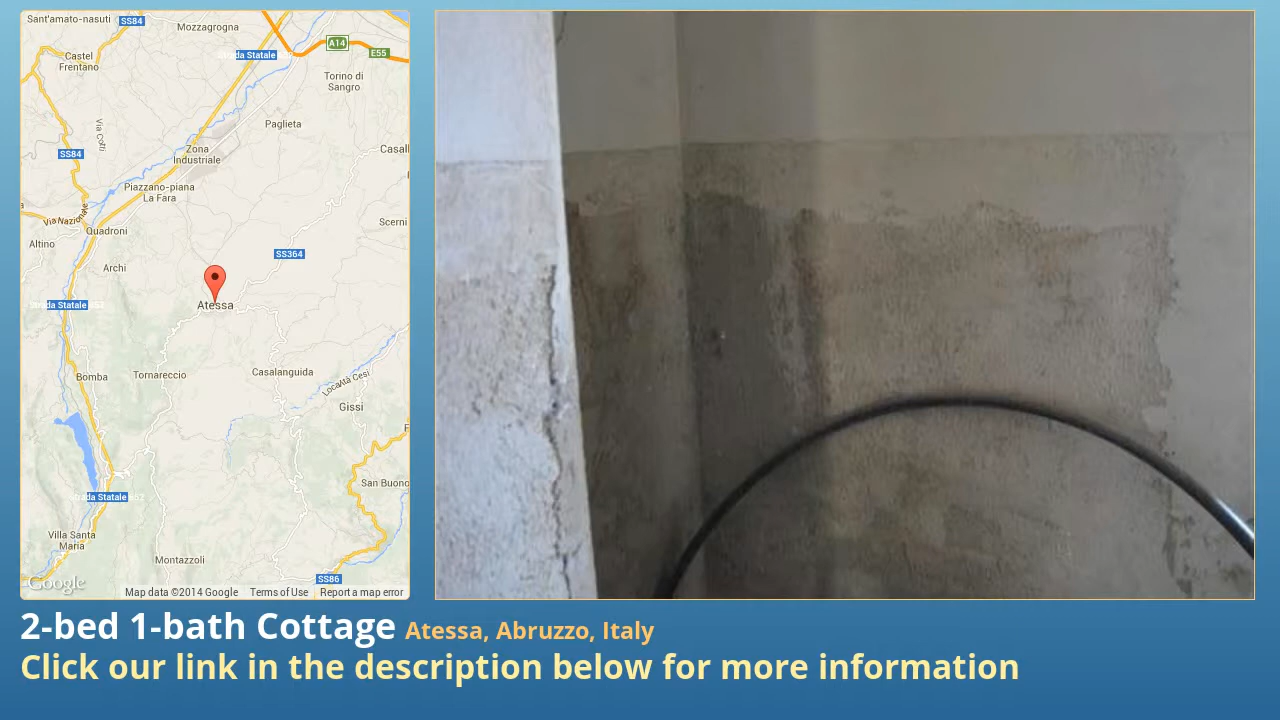 Sant'amato-nasuti
SS84
Mozzagrogna
Castel
Frentano
da Statale
A14
E55
Torino di
Sangro
Via Colli
Paglieta
SS84
Zona
Industriale
Casall
Piazzano-piana
La Fara
Via Nazionale
Quadroni
Scerni
Altino
SS364
Archi
Strada Statale 652
Atessa
Bomba
Tornareccio
Casalanguida
Località Cesi
Gissi
San Buono
Strada Statale 652
Villa Santa
Maria
Montazzoli
SS86
Google
Map data ©2014 Google Terms of Use Report a map error
2-bed 1-bath Cottage Atessa, Abruzzo, Italy
Click our link in the description below for more information